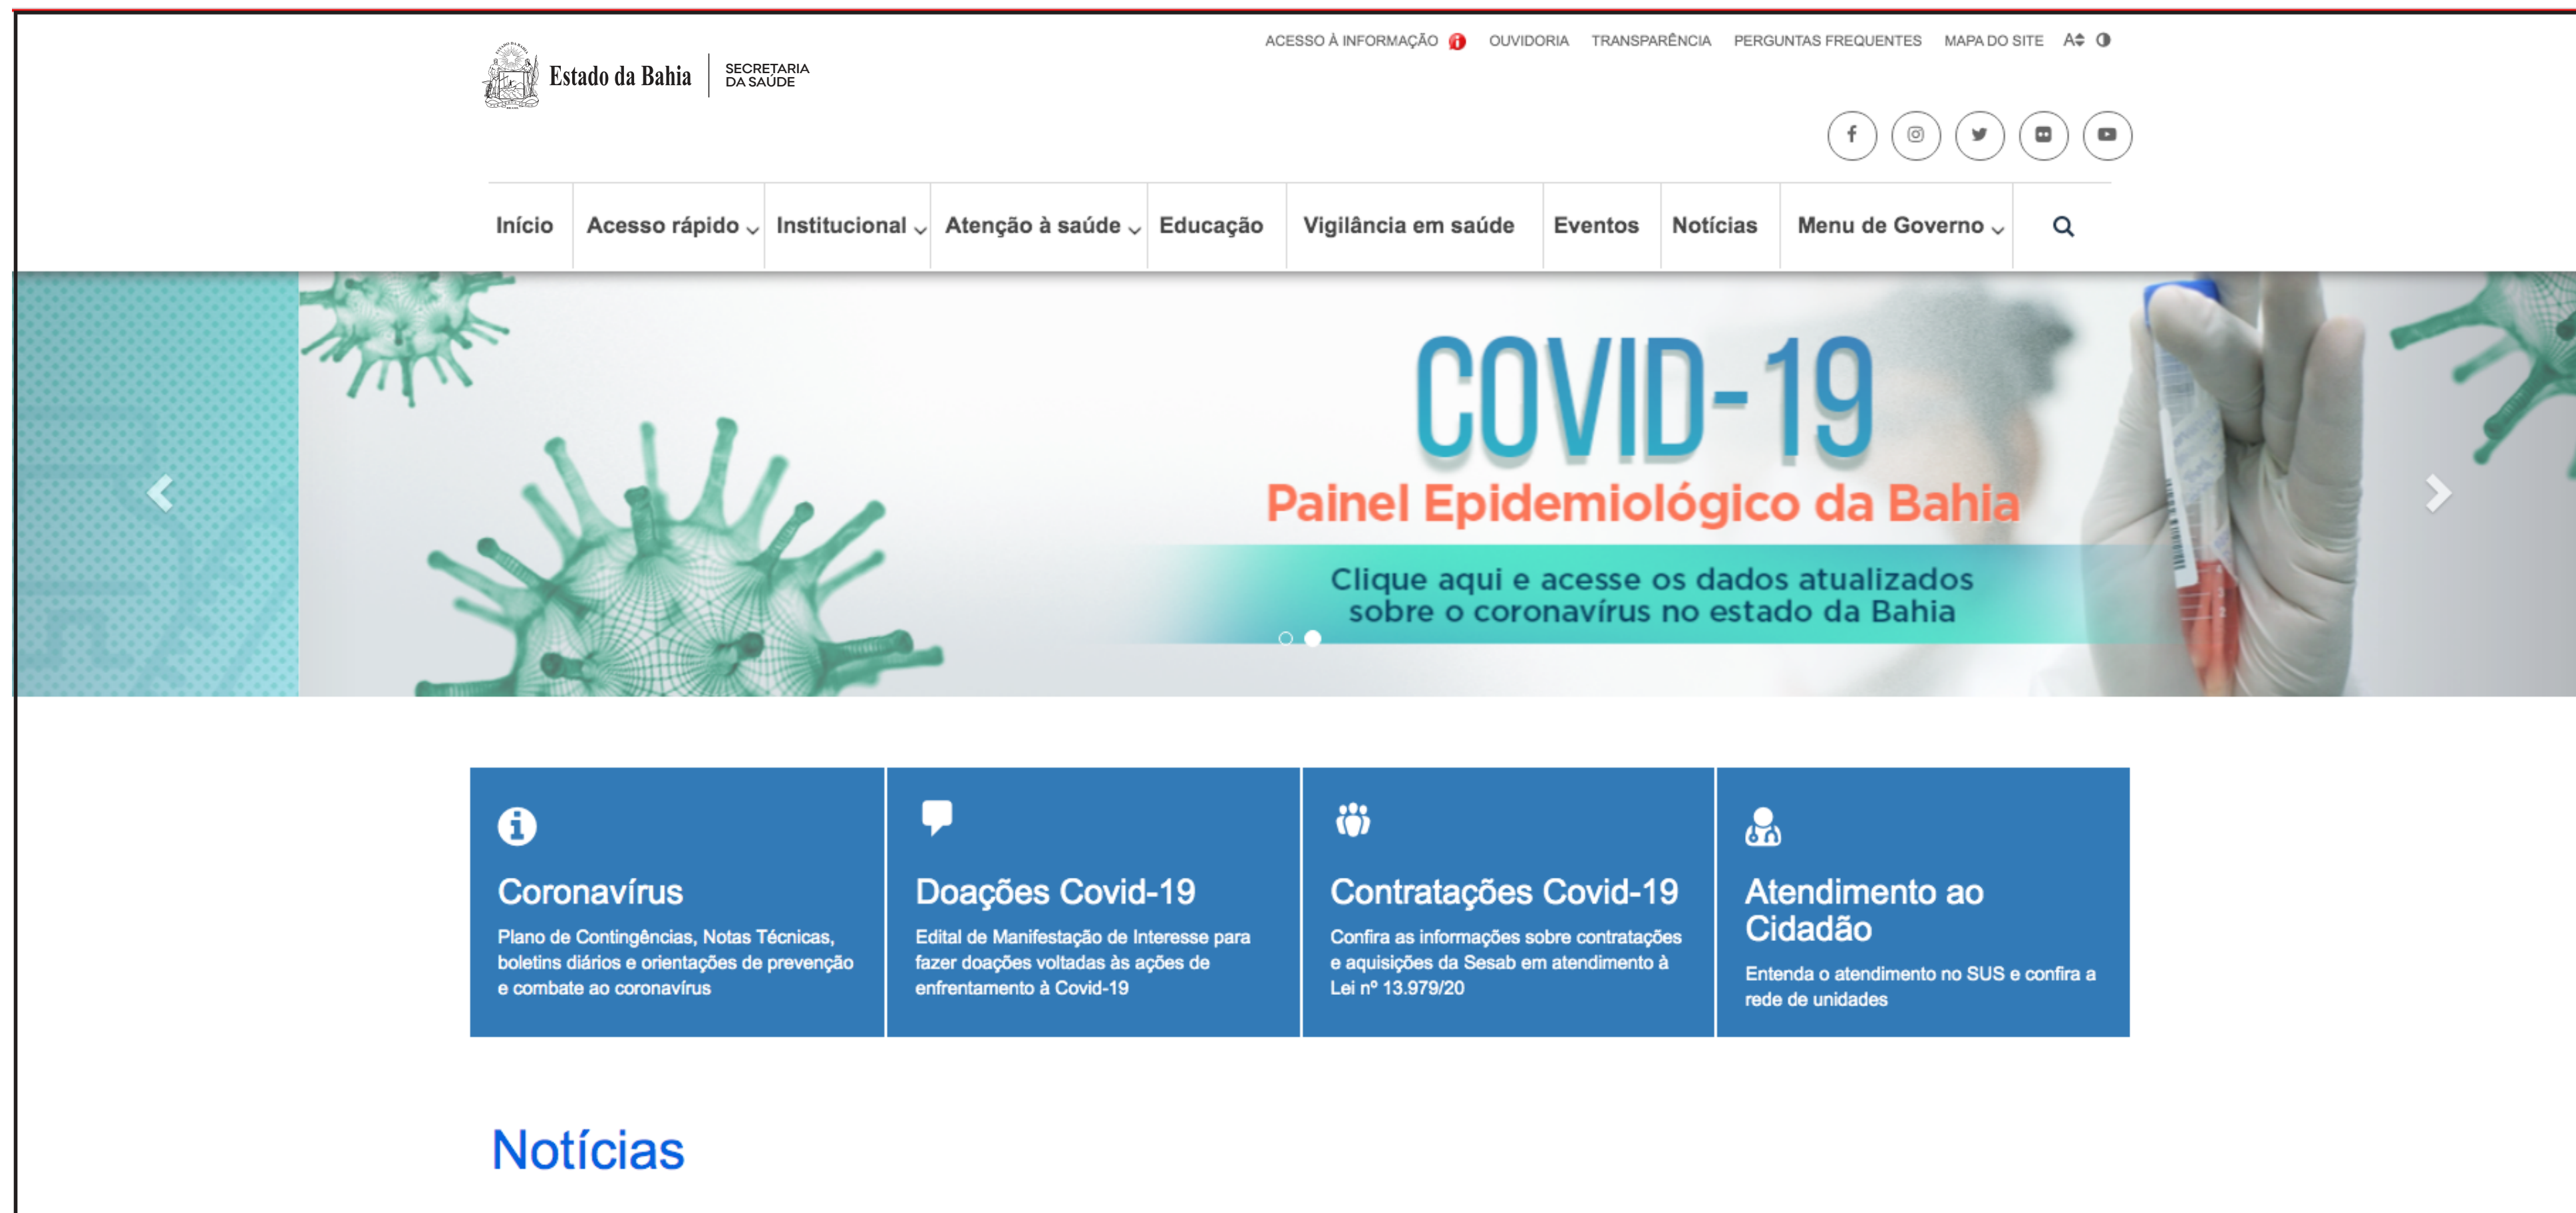 ACESSO À INFORMAÇÃO OUVIDORIA TRANSPARÊNCIA PERGUNTAS FREQUENTES MAPA DO SITE A
Estado da Bahia
SECRETARIA
DA SAÚDE
Início Acesso rápido Institucional Atenção à saúde Educação Vigilância em saúde Eventos Notícias Menu de Governo
COVID-19
Painel Epidemiológico da Bahia
Clique aqui e acesse os dados atualizados
sobre o coronavírus no estado da Bahia
Coronavírus
Plano de Contingências, Notas Técnicas,
boletins diários e orientações de prevenção
e combate ao coronavírus
Doações Covid-19
Edital de Manifestação de Interesse para
fazer doações voltadas às ações de
enfrentamento à Covid-19
Contratações Covid-19
Confira as informações sobre contratações
e aquisições da Sesab em atendimento à
Lei nº 13.979/20
Atendimento ao
Cidadão
Entenda o atendimento no SUS e confira a
rede de unidades
Notícias